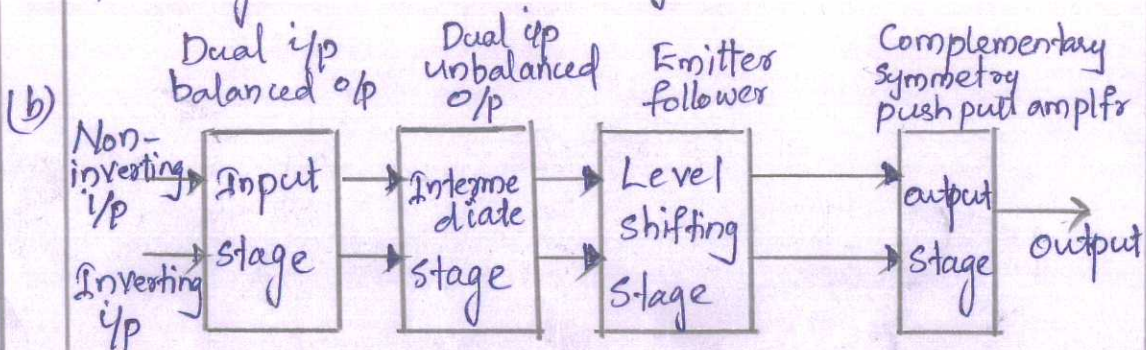 (b)
Dual i/p
balanced o/p
Dual i/p
unbalanced
o/p
Emitter
follower
Complementary
Symmetry
push pull amplfr
Non-
inverting
i/p
Inverting
i/p
Input
Stage
Interme
diate
Stage
Level
Shifting
Stage
output
Stage
output